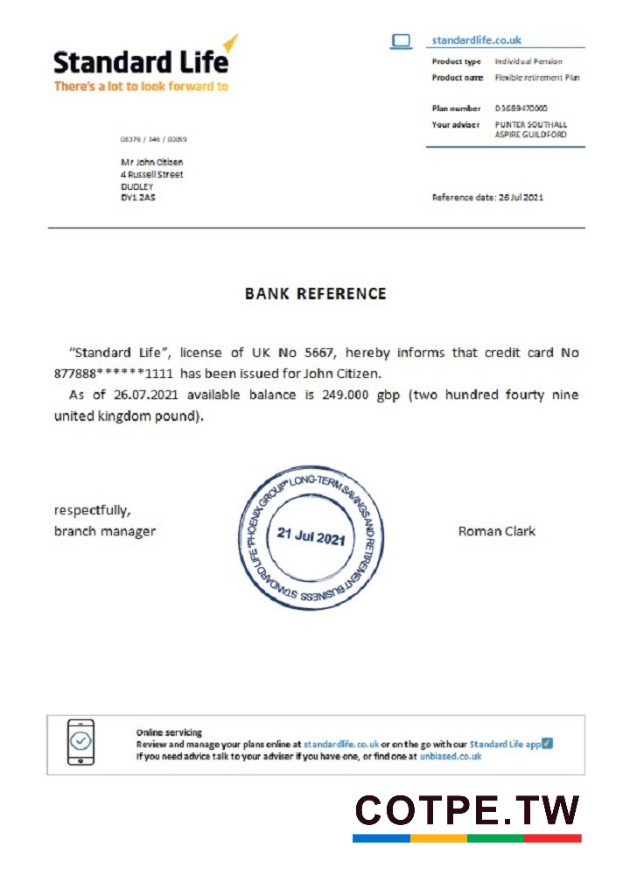 Standard Life
There's a lot to look forward to
standardlife.co.uk
Product type Individual Pension
Product name Flexible retirement Plan
Plan number D3689470000
Your adviser PUNTER SOUTHALL
ASPIRE GUILDFORD
08376 / 346 / 00059
Mr John Citizen
4 Russell Street
DUDLEY
DY1 2AS
Reference date: 26 Jul 2021
BANK REFERENCE
“Standard Life”, license of UK No 5667, hereby informs that credit card No
877888******1111 has been issued for John Citizen.
As of 26.07.2021 available balance is 249.000 gbp (two hundred fourty nine
united kingdom pound).
respectfully,
branch manager
STANDARD LIFE "PHOENIX GROUP" LONG-TERM SAVINGS AND RETIREMENT BUSINESS
21 Jul 2021
Roman Clark
Online servicing
Review and manage your plans online at standardlife.co.uk or on the go with our Standard Life app
If you need advice talk to your adviser if you have one, or find one at unbiased.co.uk
COTPE.TW